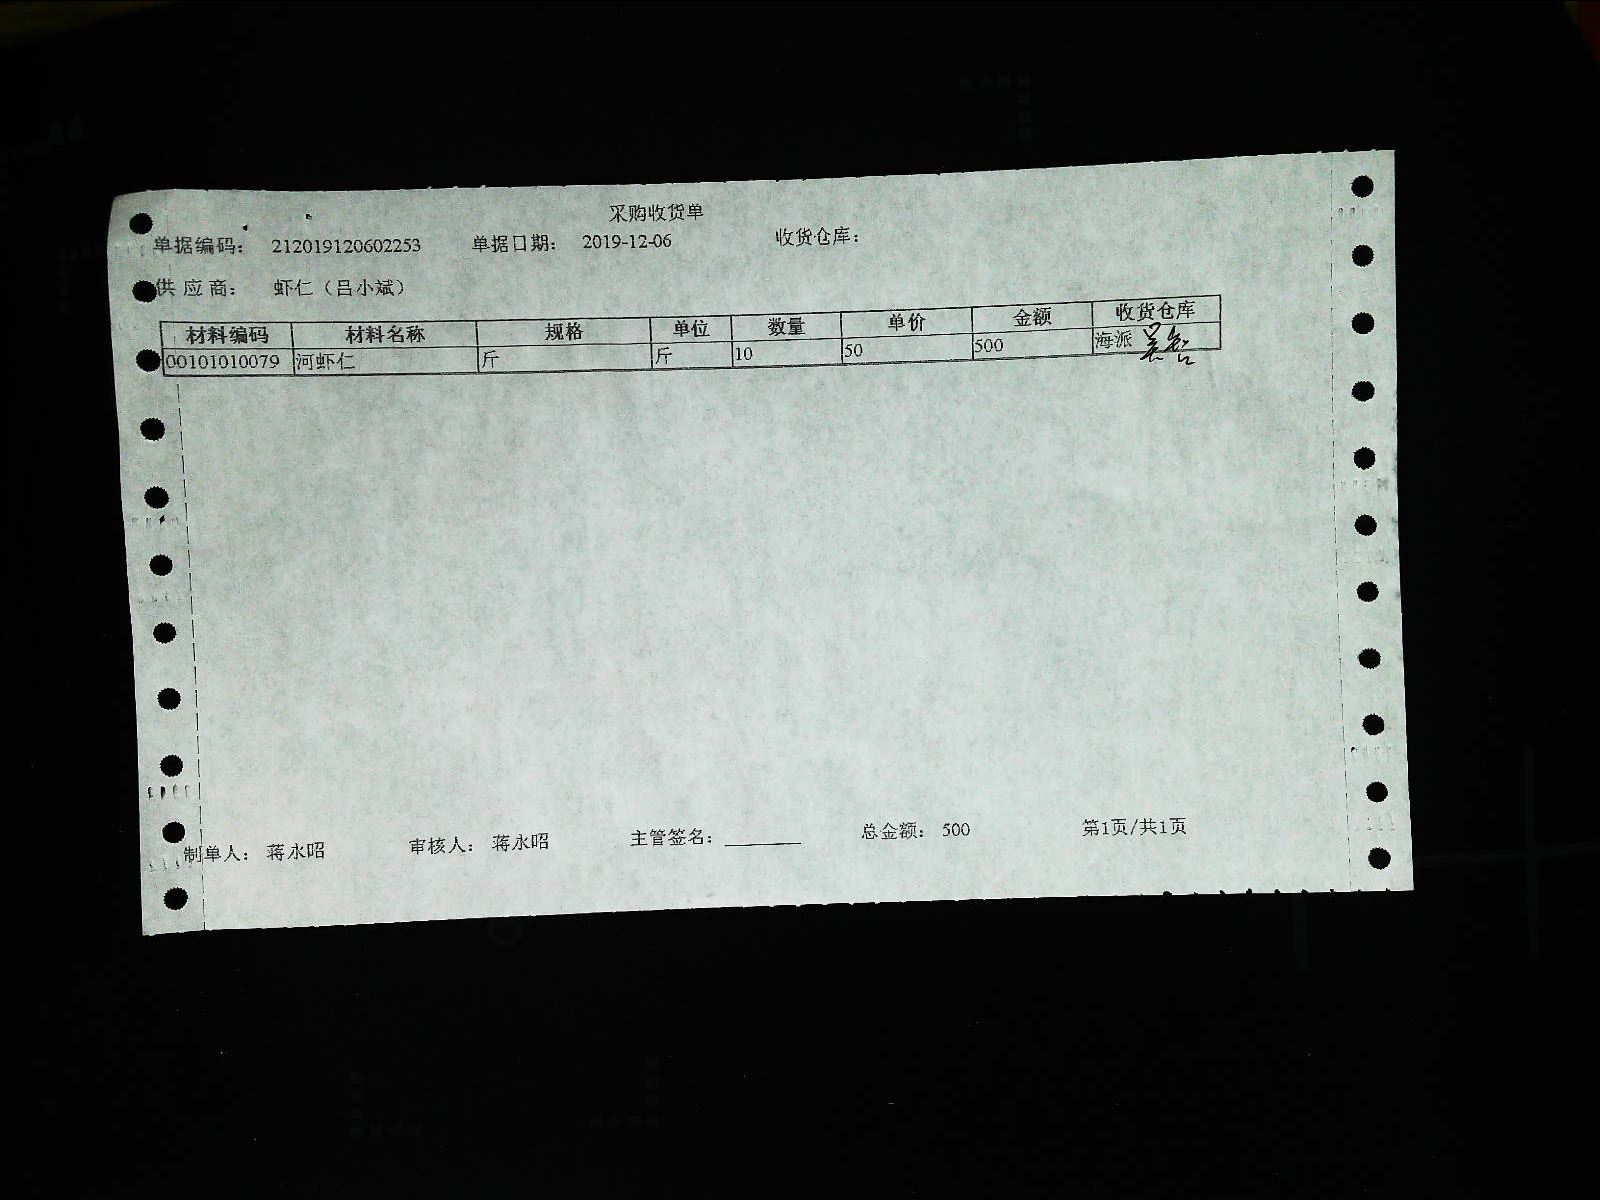 采购收货单
单据编码： 212019120602253 单据日期： 2019-12-06 收货仓库：
供 应 商： 虾仁（吕小斌）
材料编码 材料名称 规格 单位 数量 单价 金额 收货仓库
00101010079 河虾仁 斤 斤 10 50 500 海派
制单人： 蒋永昭 审核人： 蒋永昭 主管签名：________ 总金额： 500 第1页/共1页